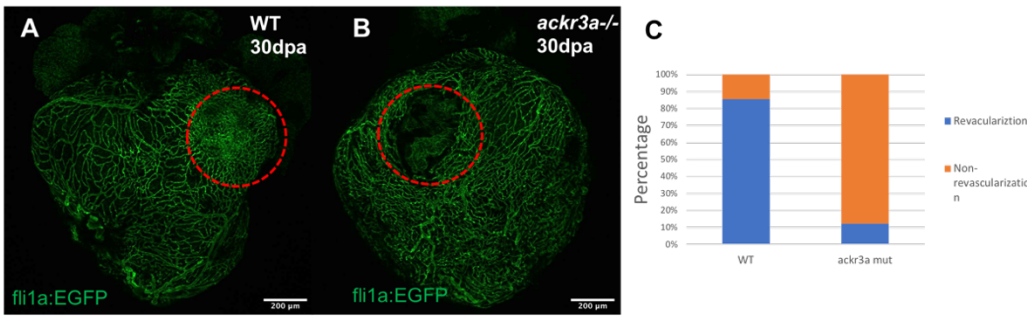 A
WT
30dpa
fli1a:EGFP
200 μm
B
ackr3a-/-
30dpa
fli1a:EGFP
200 μm
C
Percentage
100%
90%
80%
70%
60%
50%
40%
30%
20%
10%
0%
WT
ackr3a mut
Revaculariztion
Non-
revascularizatio
n